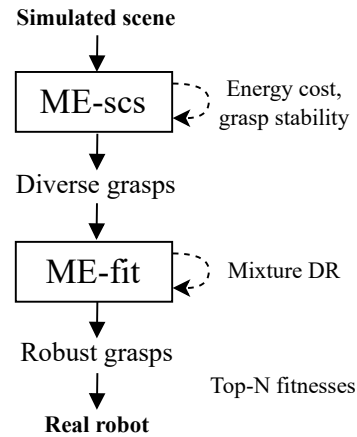 Simulated scene
ME-scs
Energy cost,
grasp stability
Diverse grasps
ME-fit
Mixture DR
Robust grasps
Top-N fitnesses
Real robot